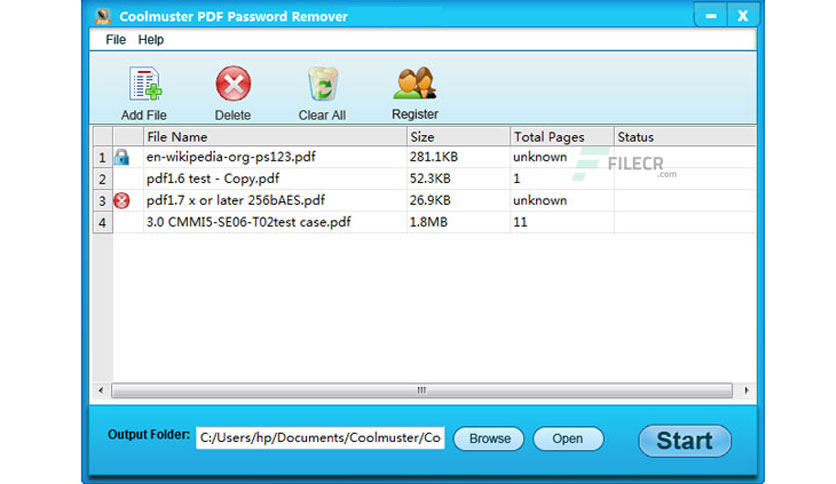 Coolmuster PDF Password Remover
File Help
Add File Delete Clear All Register
File Name Size Total Pages Status
1 en-wikipedia-org-ps123.pdf 281.1KB unknown
2 pdf1.6 test - Copy.pdf 52.3KB 1
3 pdf1.7 x or later 256bAES.pdf 26.9KB unknown
4 3.0 CMMI5-SE06-T02test case.pdf 1.8MB 11
FILECR
.com
Output Folder: C:/Users/hp/Documents/Coolmuster/Co Browse Open Start